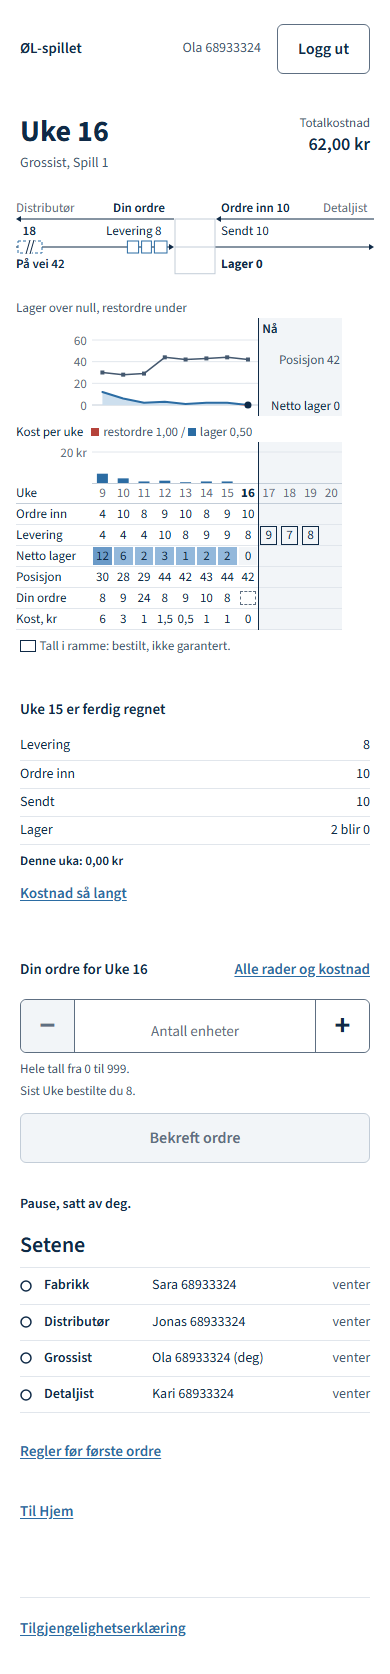 ØL-spillet Ola 68933324 Logg ut
Uke 16 Totalkostnad
Grossist, Spill 1 62,00 kr
Distributør Din ordre Ordre inn 10 Detaljist
18 Levering 8 Sendt 10
På vei 42 Lager 0
Lager over null, restordre under
Nå
60
40 Posisjon 42
20
0 Netto lager 0
Kost per uke restordre 1,00 / lager 0,50
20 kr
Uke 9 10 11 12 13 14 15 16 17 18 19 20
Ordre inn 4 10 8 9 10 8 9 10
Levering 4 4 4 10 8 9 9 8 9 7 8
Netto lager 12 6 2 3 1 2 2 0
Posisjon 30 28 29 44 42 43 44 42
Din ordre 8 9 24 8 9 10 8
Kost, kr 6 3 1 1,5 0,5 1 1 0
Tall i ramme: bestilt, ikke garantert.
Uke 15 er ferdig regnet
Levering 8
Ordre inn 10
Sendt 10
Lager 2 blir 0
Denne uka: 0,00 kr
Kostnad så langt
Din ordre for Uke 16 Alle rader og kostnad
− Antall enheter +
Hele tall fra 0 til 999.
Sist Uke bestilte du 8.
Bekreft ordre
Pause, satt av deg.
Setene
Fabrikk Sara 68933324 venter
Distributør Jonas 68933324 venter
Grossist Ola 68933324 (deg) venter
Detaljist Kari 68933324 venter
Regler før første ordre
Til Hjem
Tilgjengelighetserklæring